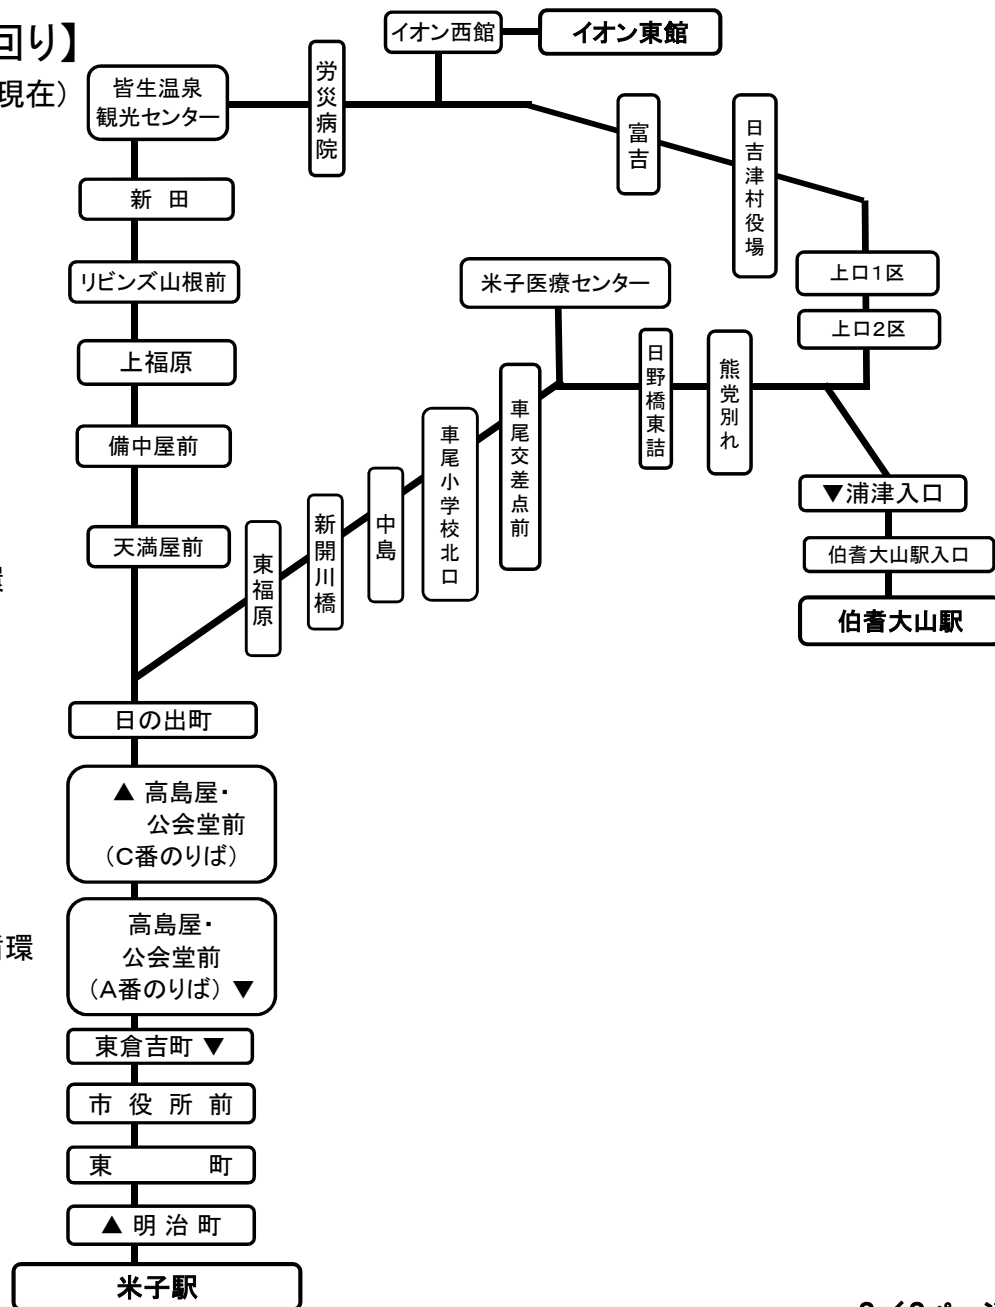 回り】
現在）
イオン西館
イオン東館
皆生温泉
観光センター
労災病院
富吉
日吉津村役場
新 田
リビンズ山根前
上福原
備中屋前
天満屋前
米子医療センター
上口１区
上口２区
日野橋東詰
熊党別れ
車尾交差点前
車尾小学校北口
中島
新開川橋
東福原
▼浦津入口
伯耆大山駅入口
伯耆大山駅
日の出町
▲ 高島屋・
公会堂前
（C番のりば）
高島屋・
公会堂前
（A番のりば）▼
環
東倉吉町 ▼
市 役 所 前
東 町
▲ 明 治 町
米子駅